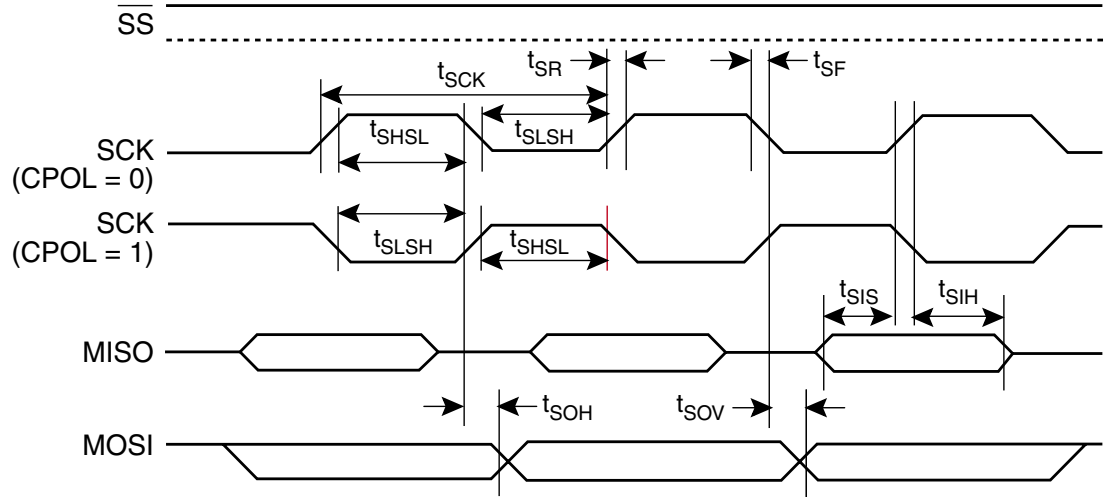 SS
tSCK
tSR
tSF
SCK
(CPOL = 0)
tSHSL
tSLSH
SCK
(CPOL = 1)
tSLSH
tSHSL
tSIS
tSIH
MISO
tSOH
tSOV
MOSI